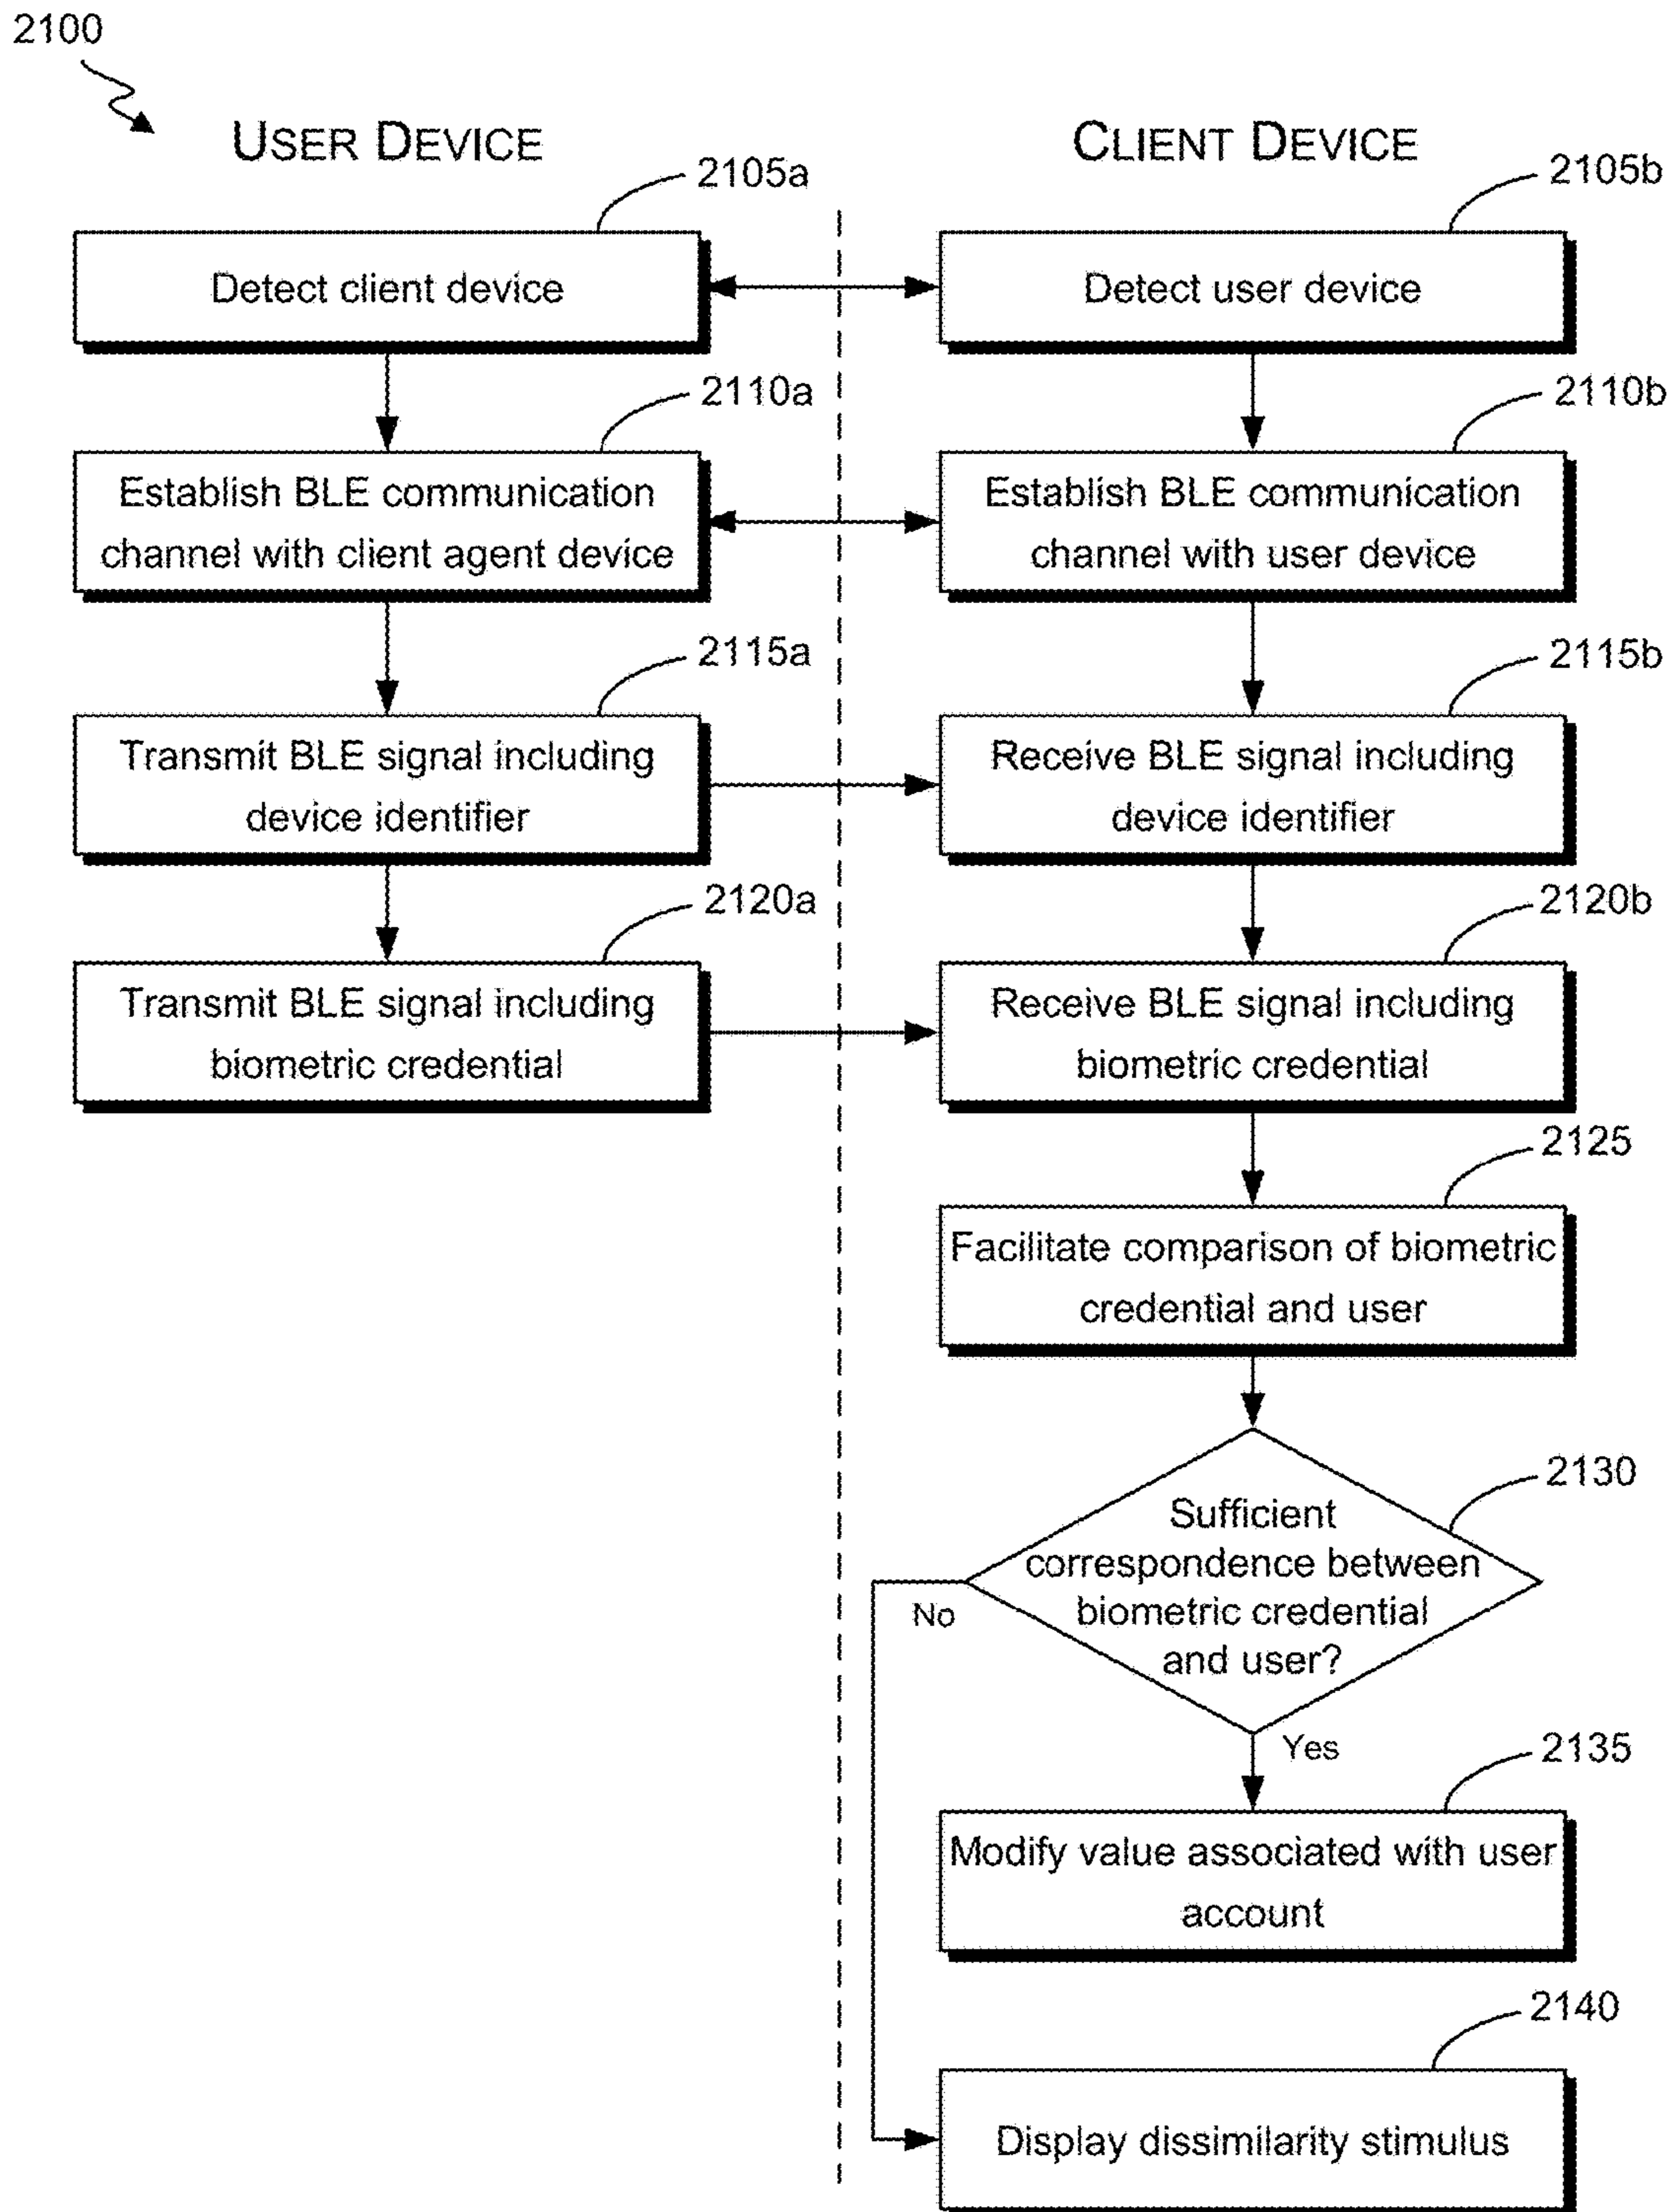 2100
USER DEVICE
CLIENT DEVICE
2105a
2105b
Detect client device
Detect user device
2110a
2110b
Establish BLE communication
channel with client agent device
Establish BLE communication
channel with user device
2115a
2115b
Transmit BLE signal including
device identifier
Receive BLE signal including
device identifier
2120a
2120b
Transmit BLE signal including
biometric credential
Receive BLE signal including
biometric credential
2125
Facilitate comparison of biometric
credential and user
2130
Sufficient
correspondence between
biometric credential
and user?
No
Yes
2135
Modify value associated with user
account
2140
Display dissimilarity stimulus